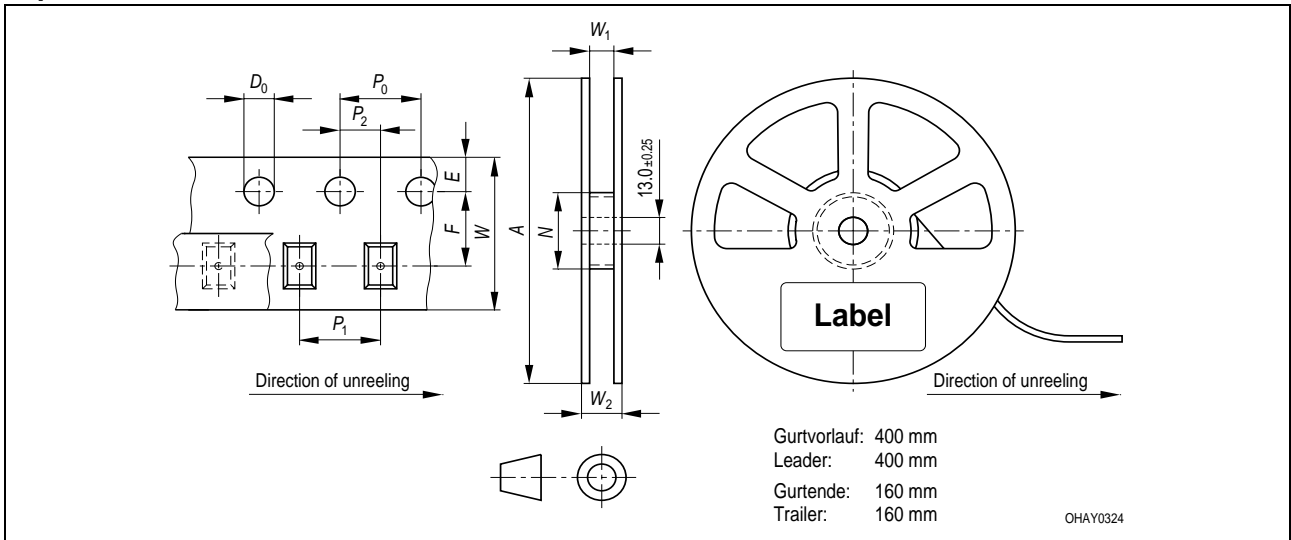 W₁
D₀
P₀
P₂
E
F
W
A
N
13.0±0.25
Label
P₁
Direction of unreeling
W₂
Direction of unreeling
Gurtvorlauf: 400 mm
Leader: 400 mm
Gurtende: 160 mm
Trailer: 160 mm
OHAY0324